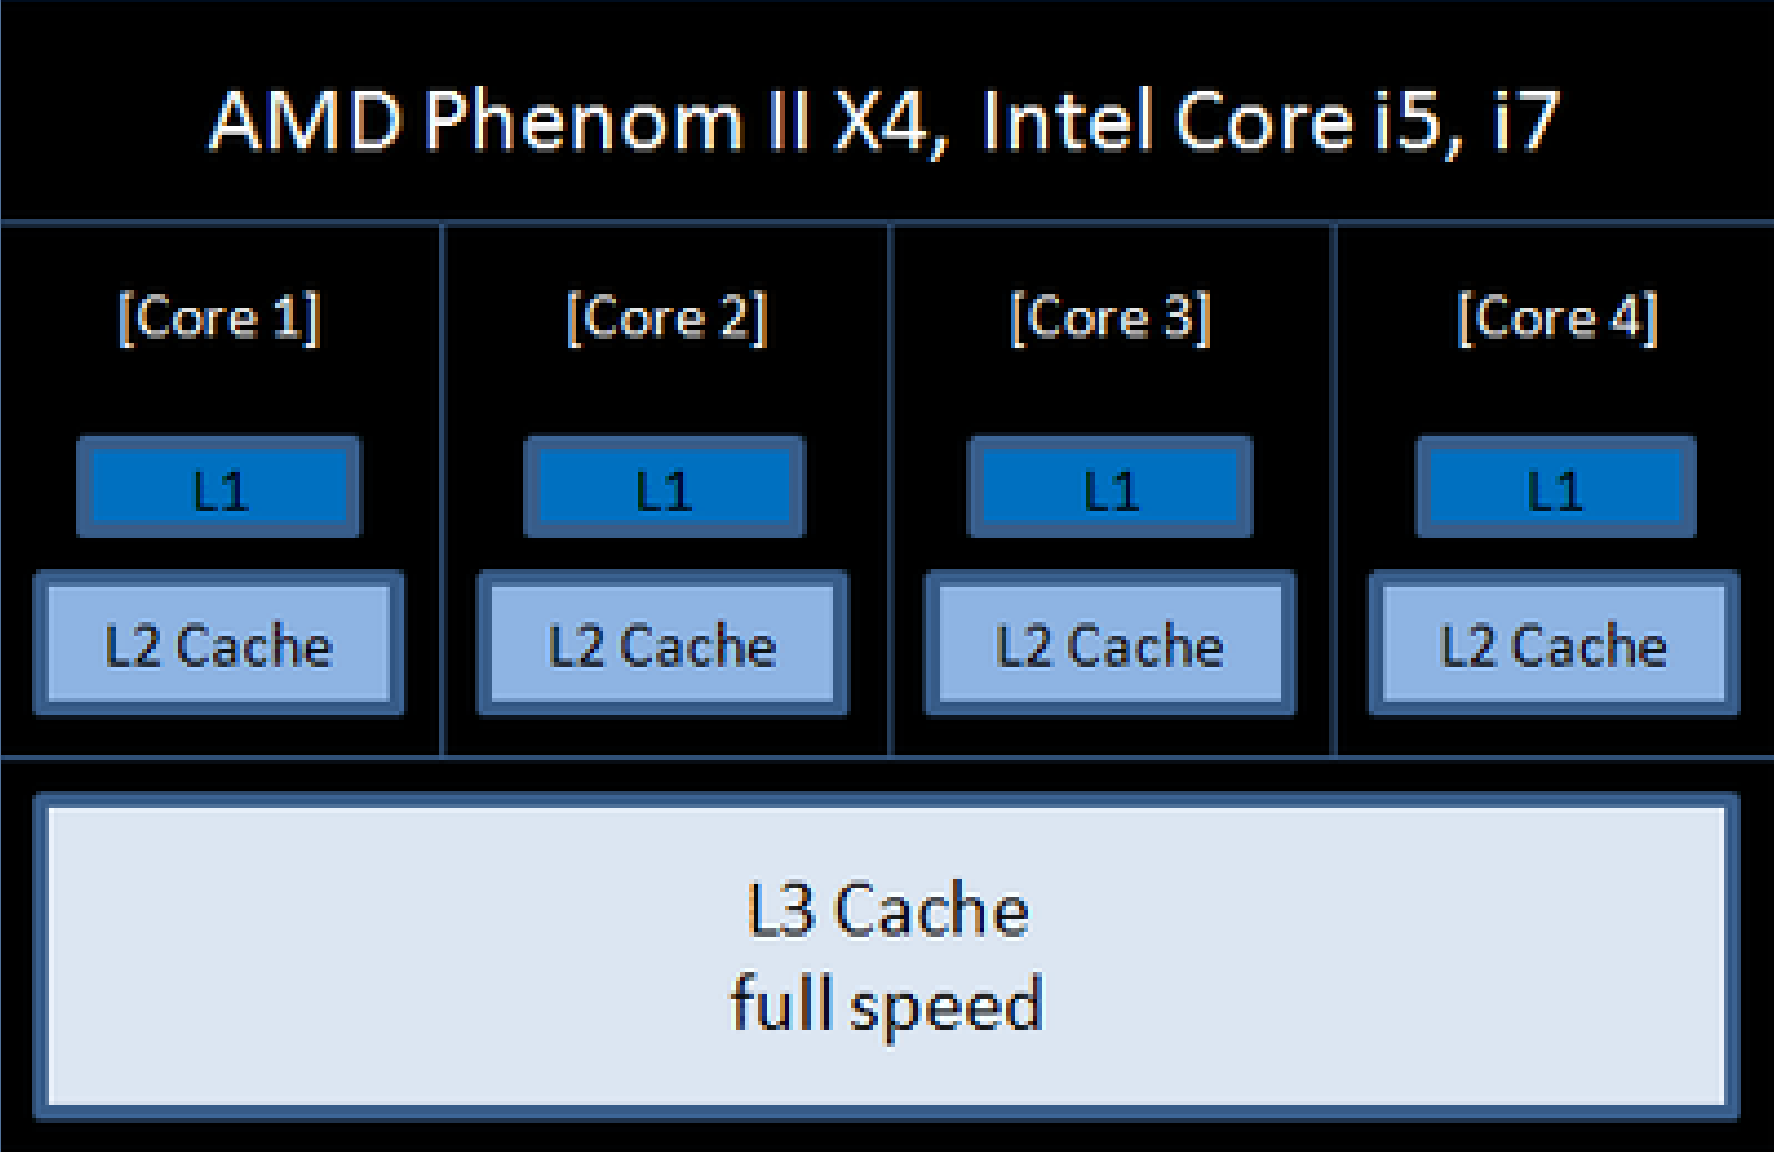 AMD Phenom II X4, Intel Core i5, i7
[Core 1] [Core 2] [Core 3] [Core 4]
L1 L1 L1 L1
L2 Cache L2 Cache L2 Cache L2 Cache
L3 Cache
full speed